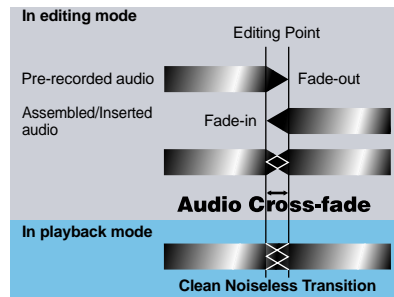 In editing mode
Editing Point
Pre-recorded audio
Fade-out
Assembled/Inserted
audio
Fade-in
Audio Cross-fade
In playback mode
Clean Noiseless Transition